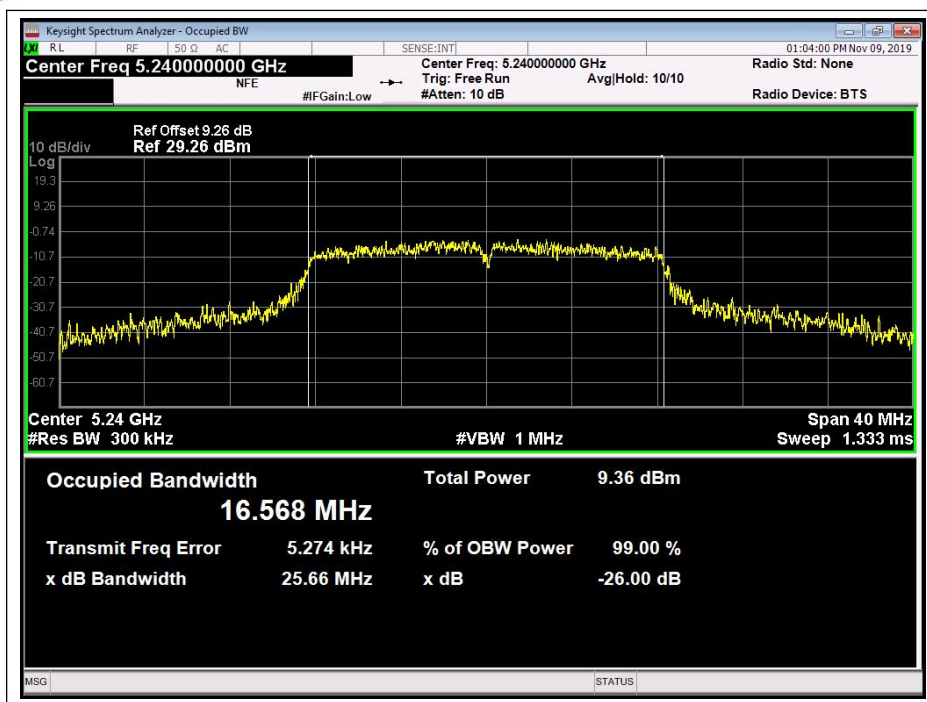 Keysight Spectrum Analyzer - Occupied BW
LXI RL RF 50 Ω AC SENSE:INT 01:04:00 PM Nov 09, 2019
Center Freq 5.240000000 GHz Center Freq: 5.240000000 GHz Radio Std: None
NFE Trig: Free Run Avg|Hold: 10/10
#IFGain:Low #Atten: 10 dB Radio Device: BTS
Ref Offset 9.26 dB
10 dB/div Ref 29.26 dBm
Log
19.3
9.26
-0.74
-10.7
-20.7
-30.7
-40.7
-50.7
-60.7
Center 5.24 GHz Span 40 MHz
#Res BW 300 kHz #VBW 1 MHz Sweep 1.333 ms
Occupied Bandwidth Total Power 9.36 dBm
16.568 MHz
Transmit Freq Error 5.274 kHz % of OBW Power 99.00 %
x dB Bandwidth 25.66 MHz x dB -26.00 dB
MSG STATUS